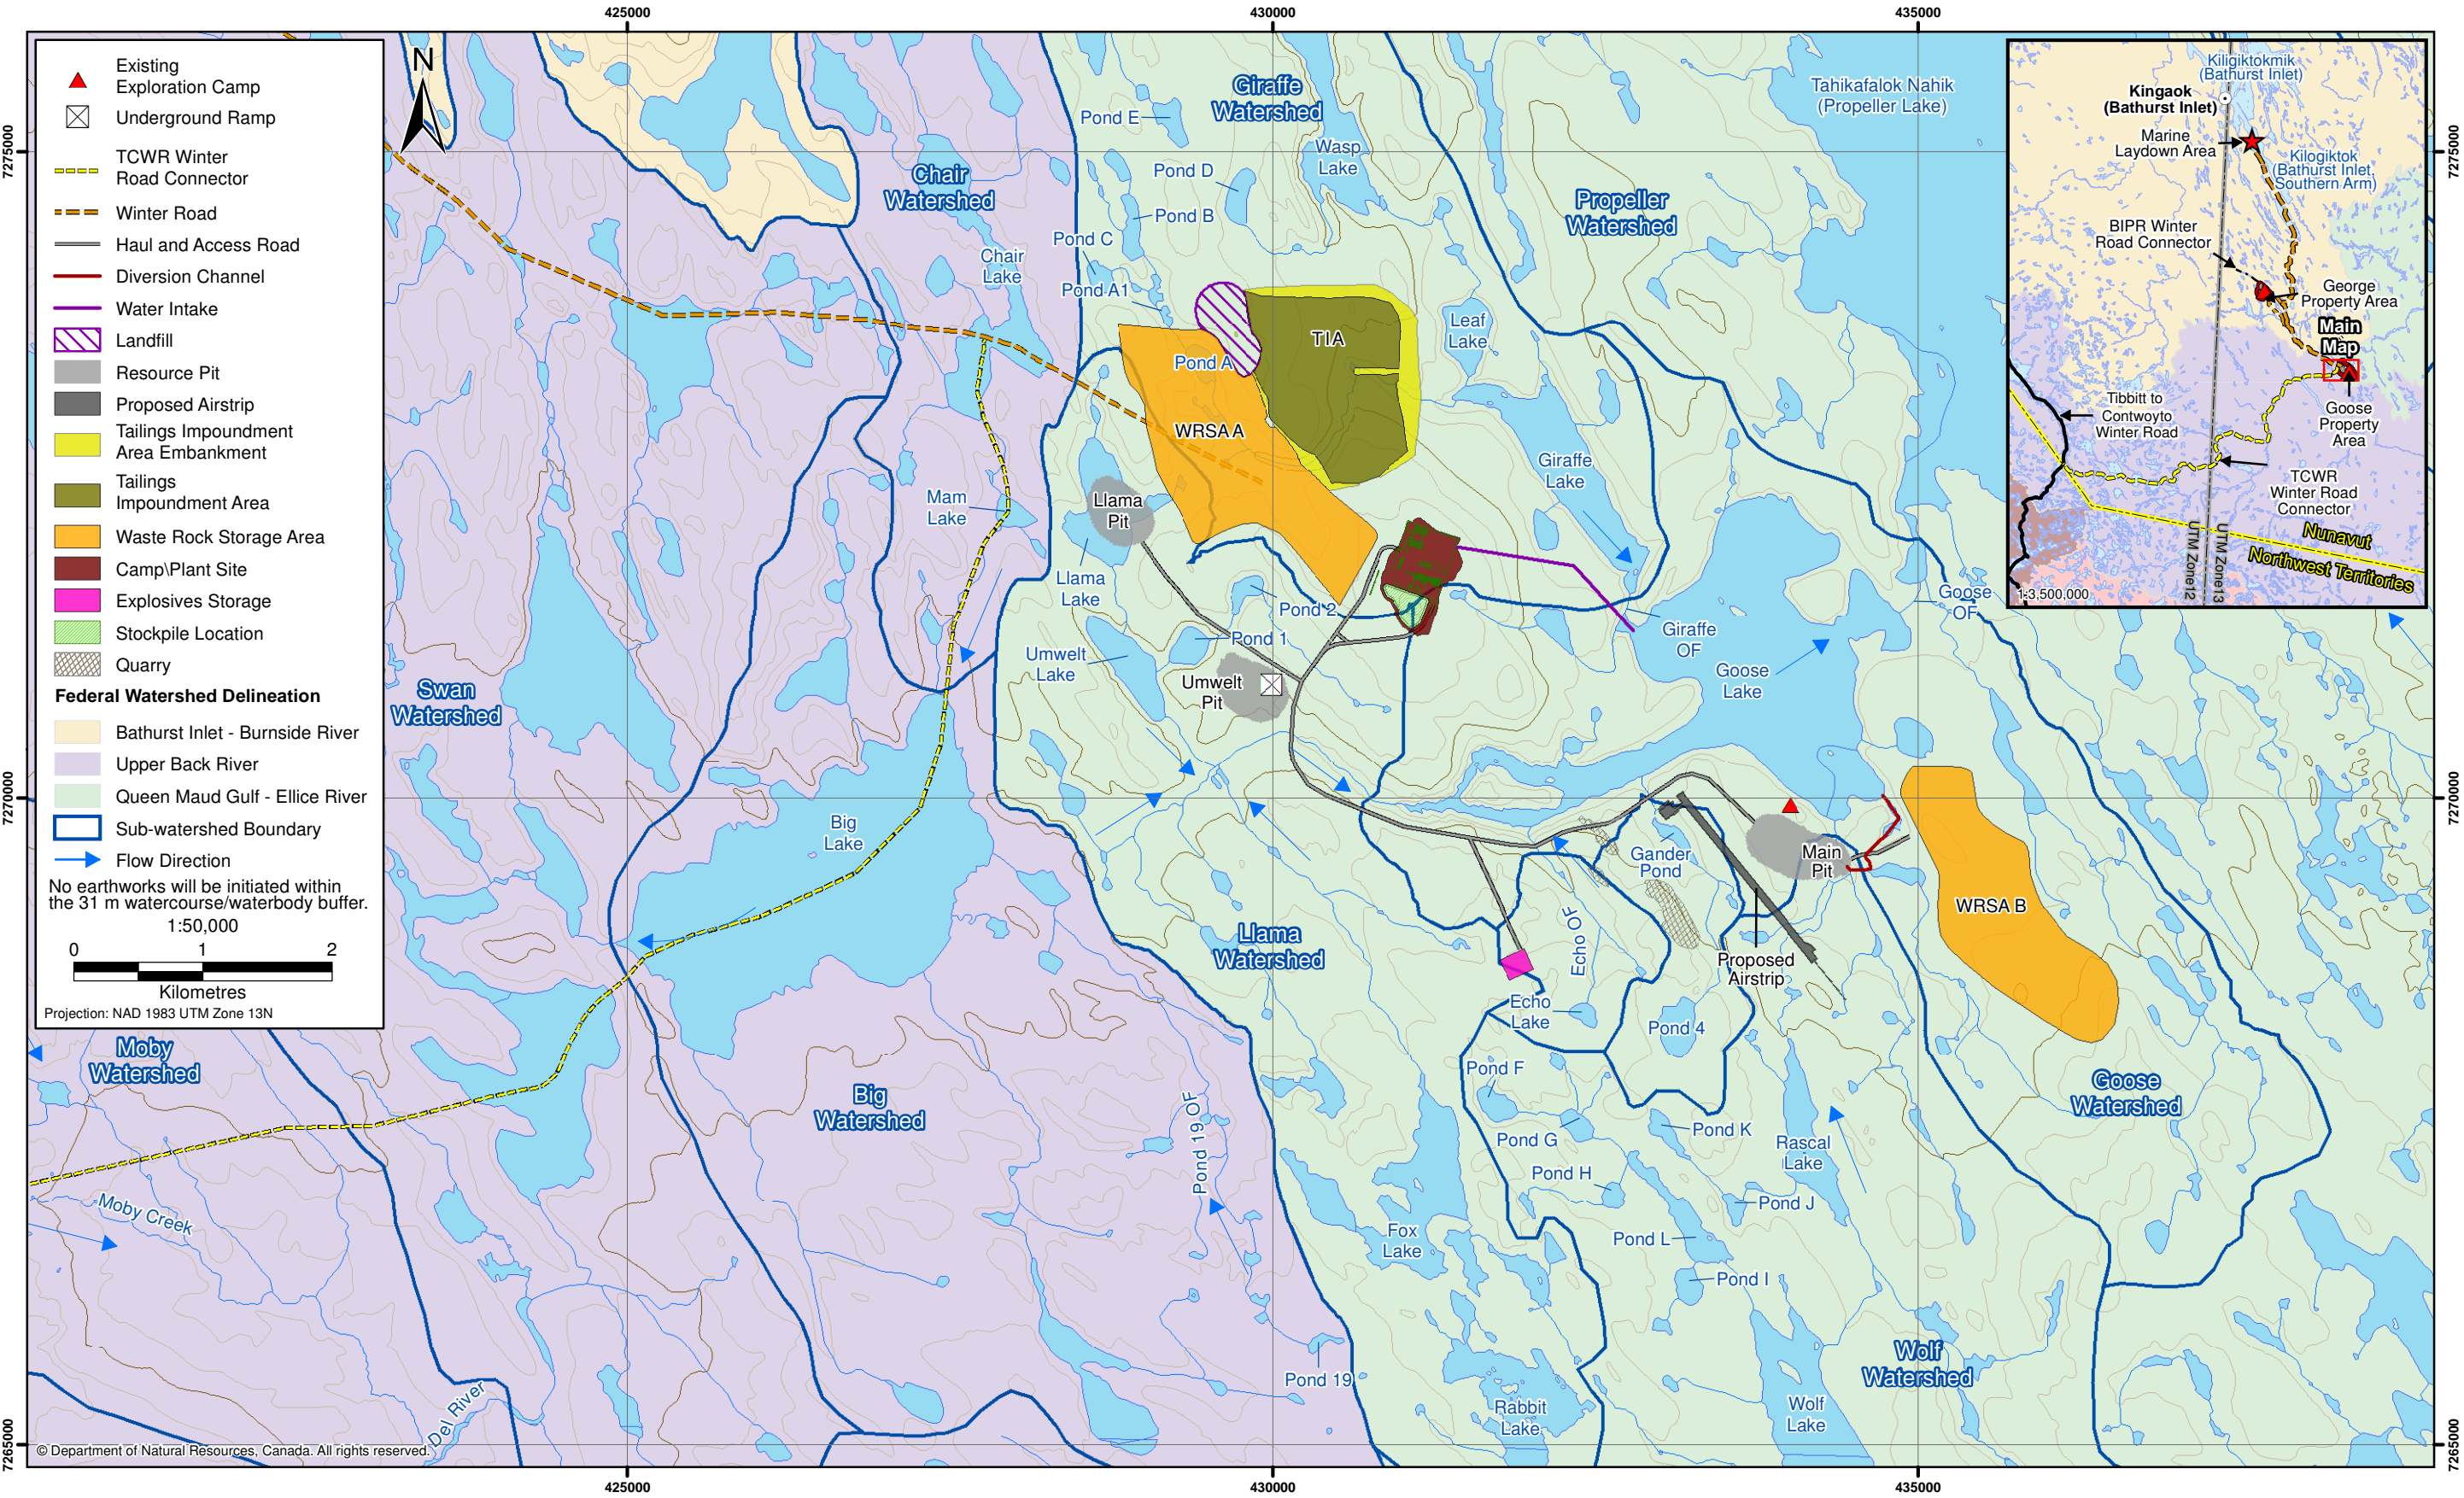 425000
430000
435000
7275000
7270000
7265000
7275000
7270000
7265000
425000
430000
435000
N
Existing
Exploration Camp
Underground Ramp
TCWR Winter
Road Connector
Winter Road
Haul and Access Road
Diversion Channel
Water Intake
Landfill
Resource Pit
Proposed Airstrip
Tailings Impoundment
Area Embankment
Tailings
Impoundment Area
Waste Rock Storage Area
Camp\Plant Site
Explosives Storage
Stockpile Location
Quarry
Federal Watershed Delineation
Bathurst Inlet - Burnside River
Upper Back River
Queen Maud Gulf - Ellice River
Sub-watershed Boundary
Flow Direction
No earthworks will be initiated within
the 31 m watercourse/waterbody buffer.
1:50,000
0 1 2
Kilometres
Projection: NAD 1983 UTM Zone 13N
Chair
Watershed
Chair
Lake
Giraffe
Watershed
Pond E
Pond D
Pond B
Pond C
Pond A1
Pond A
Wasp
Lake
Propeller
Watershed
Tahikafalok Nahik
(Propeller Lake)
TIA
WRSA A
Leaf
Lake
Giraffe
Lake
Mam
Lake
Llama
Pit
Llama
Lake
Pond 2
Pond 1
Umwelt
Lake
Umwelt
Pit
Giraffe
OF
Goose
Lake
Goose
OF
Swan
Watershed
Big
Lake
Gander
Pond
Main
Pit
WRSA B
Llama
Watershed
Echo OF
Proposed
Airstrip
Echo
Lake
Pond 4
Moby
Watershed
Big
Watershed
Pond F
Pond G
Pond H
Pond K
Pond J
Pond L
Pond I
Rascal
Lake
Goose
Watershed
Pond 19 OF
Moby Creek
Fox
Lake
Pond 19
Rabbit
Lake
Wolf
Lake
Wolf
Watershed
Del River
© Department of Natural Resources, Canada. All rights reserved.
Kiligiktokmik
(Bathurst Inlet)
Kingaok
(Bathurst Inlet)
Marine
Laydown Area
Kilogiktok
(Bathurst Inlet,
Southern Arm)
BIPR Winter
Road Connector
George
Property Area
Main
Map
Tibbitt to
Contwoyto
Winter Road
Goose
Property
Area
TCWR
Winter Road
Connector
Nunavut
Northwest Territories
UTM Zone12
UTM Zone13
1:3,500,000